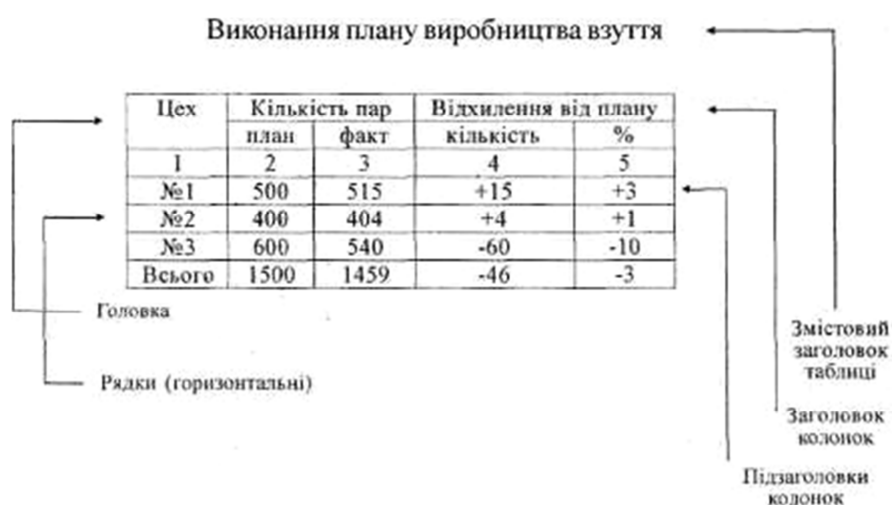 Виконання плану виробництва взуття
Цех Кількість пар Відхилення від плану
план факт кількість %
1 2 3 4 5
№1 500 515 +15 +3
№2 400 404 +4 +1
№3 600 540 -60 -10
Всього 1500 1459 -46 -3
Головка
Рядки (горизонтальні)
Змістовий
заголовок
таблиці
Заголовок
колонок
Підзаголовки
колонок